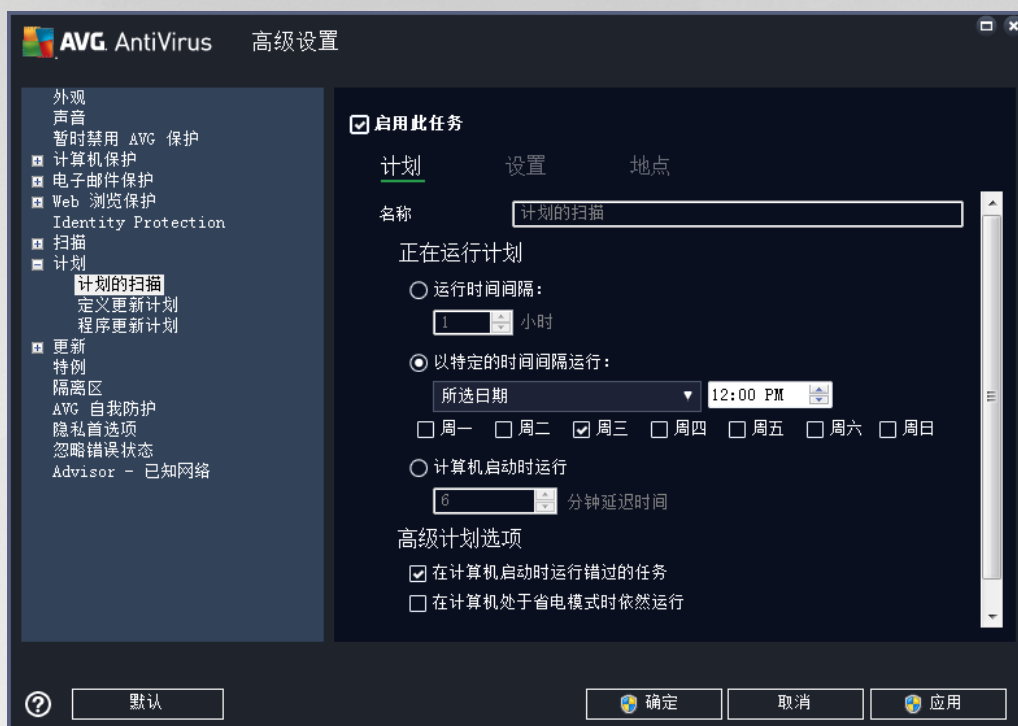 AVG. AntiVirus 高级设置
外观
声音
暂时禁用 AVG 保护
计算机保护
电子邮件保护
Web 浏览保护
Identity Protection
扫描
计划
计划的扫描
定义更新计划
程序更新计划
更新
特例
隔离区
AVG 自我防护
隐私首选项
忽略错误状态
Advisor - 已知网络
启用此任务
计划 设置 地点
名称 计划的扫描
正在运行计划
运行时间间隔:
1 小时
以特定的时间间隔运行:
所选日期 12:00 PM
周一 周二 周三 周四 周五 周六 周日
计算机启动时运行
6 分钟延迟时间
高级计划选项
在计算机启动时运行错过的任务
在计算机处于省电模式时依然运行
? 默认 确定 取消 应用